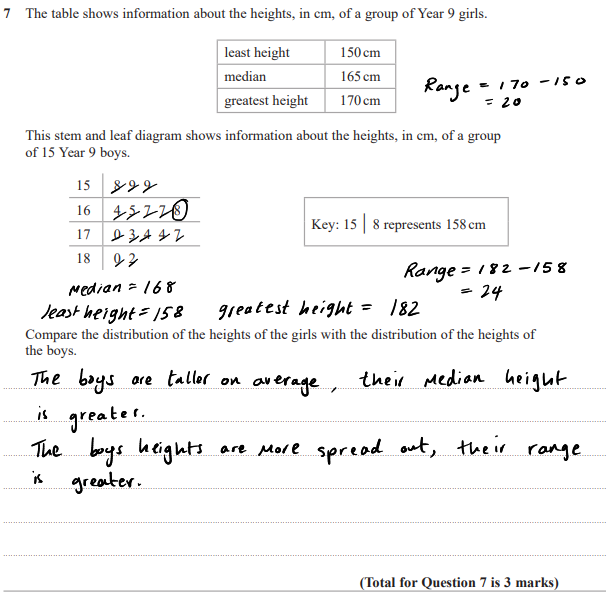 7 The table shows information about the heights, in cm, of a group of Year 9 girls.
least height 150 cm
median 165 cm
greatest height 170 cm
Range = 170 - 150
= 20
This stem and leaf diagram shows information about the heights, in cm, of a group
of 15 Year 9 boys.
15 | 8 9 9
16 | 4 5 7 7 8
17 | 0 3 4 4 7
18 | 0 2
Key: 15 | 8 represents 158 cm
Median = 168
Range = 182 - 158
= 24
least height = 158 greatest height = 182
Compare the distribution of the heights of the girls with the distribution of the heights of
the boys.
The boys are taller on average, their median height
is greater.
The boys heights are more spread out, their range
is greater.
(Total for Question 7 is 3 marks)